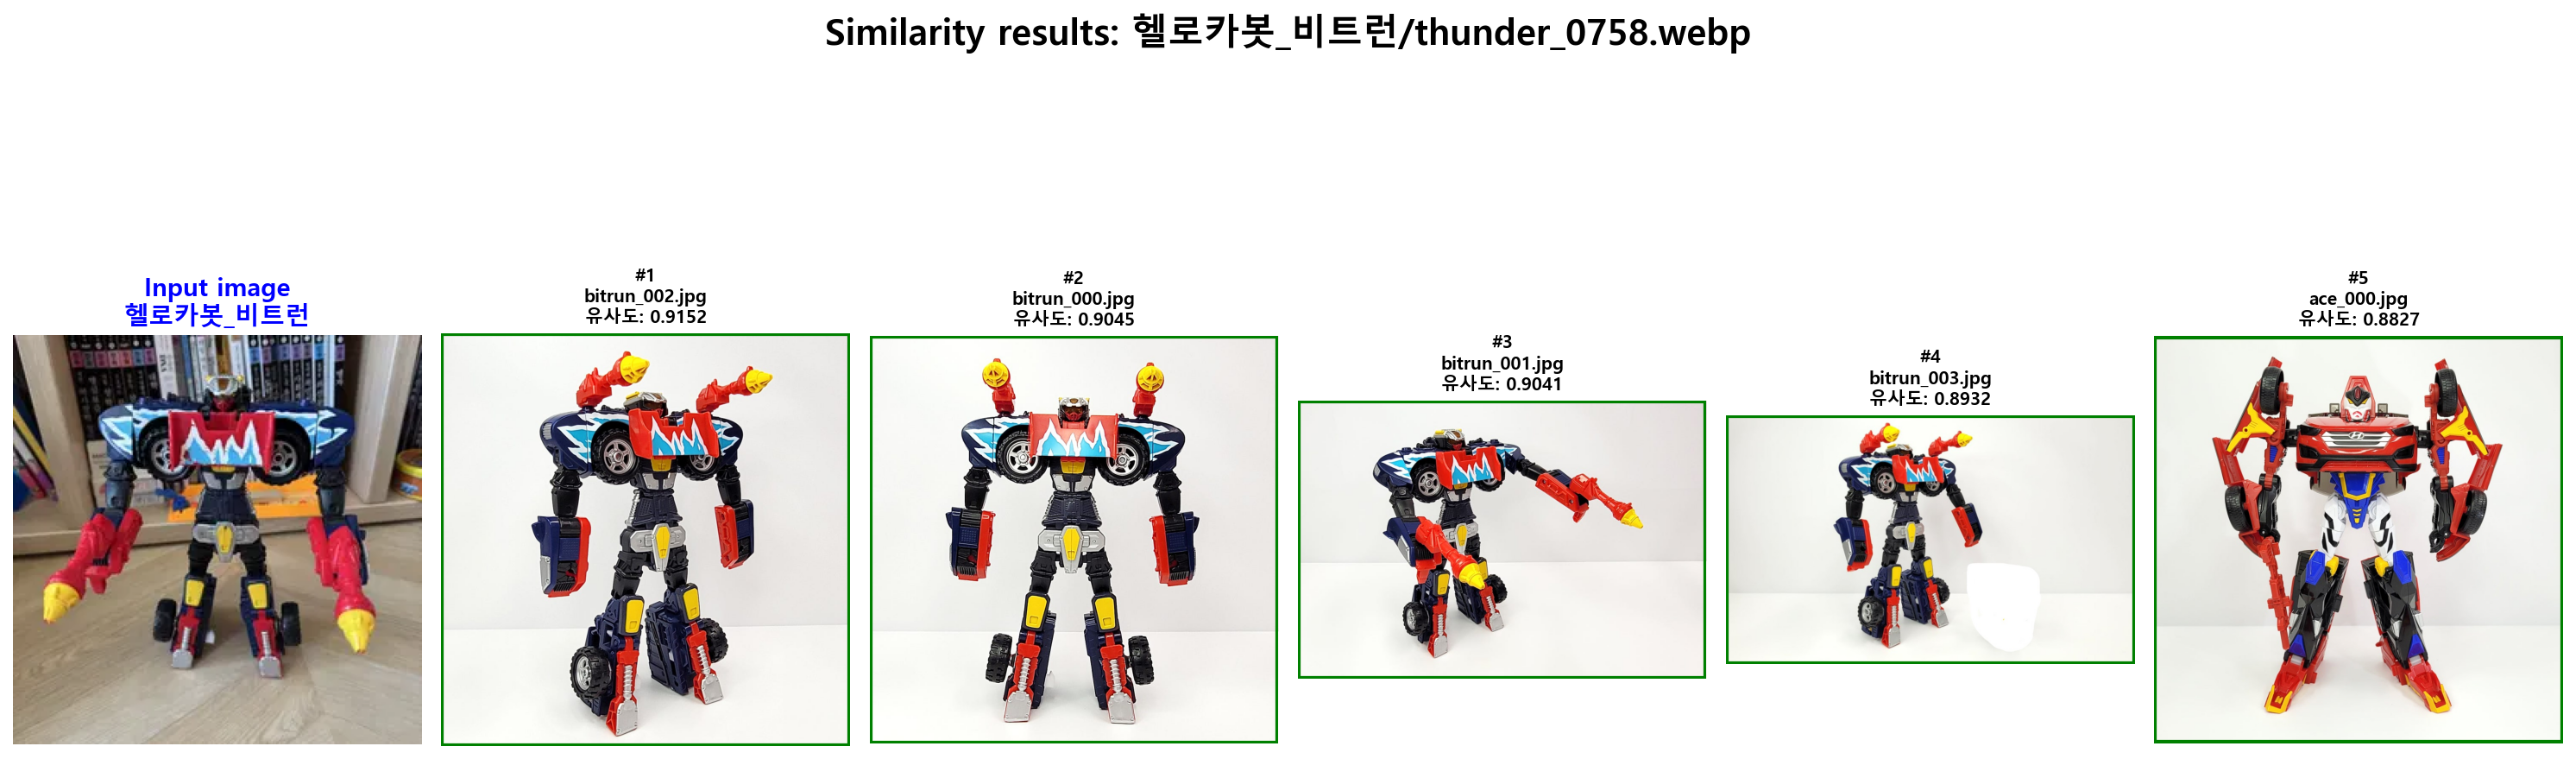 Similarity results: 헬로카봇_비트런/thunder_0758.webp
Input image
헬로카봇_비트런
#1
bitrun_002.jpg
유사도: 0.9152
#2
bitrun_000.jpg
유사도: 0.9045
#3
bitrun_001.jpg
유사도: 0.9041
#4
bitrun_003.jpg
유사도: 0.8932
#5
ace_000.jpg
유사도: 0.8827